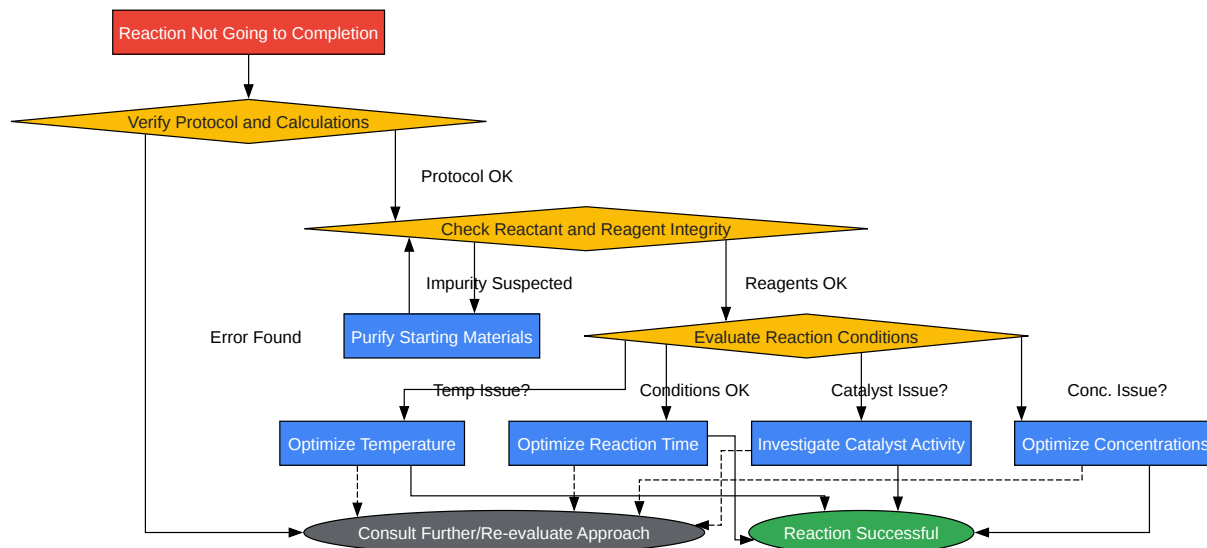 Reaction Not Going to Completion
Verify Protocol and Calculations
Protocol OK
Check Reactant and Reagent Integrity
Impurity Suspected
Reagents OK
Error Found
Purify Starting Materials
Evaluate Reaction Conditions
Temp Issue?
Conditions OK
Catalyst Issue?
Conc. Issue?
Optimize Temperature
Optimize Reaction Time
Investigate Catalyst Activity
Optimize Concentrations
Consult Further/Re-evaluate Approach
Reaction Successful